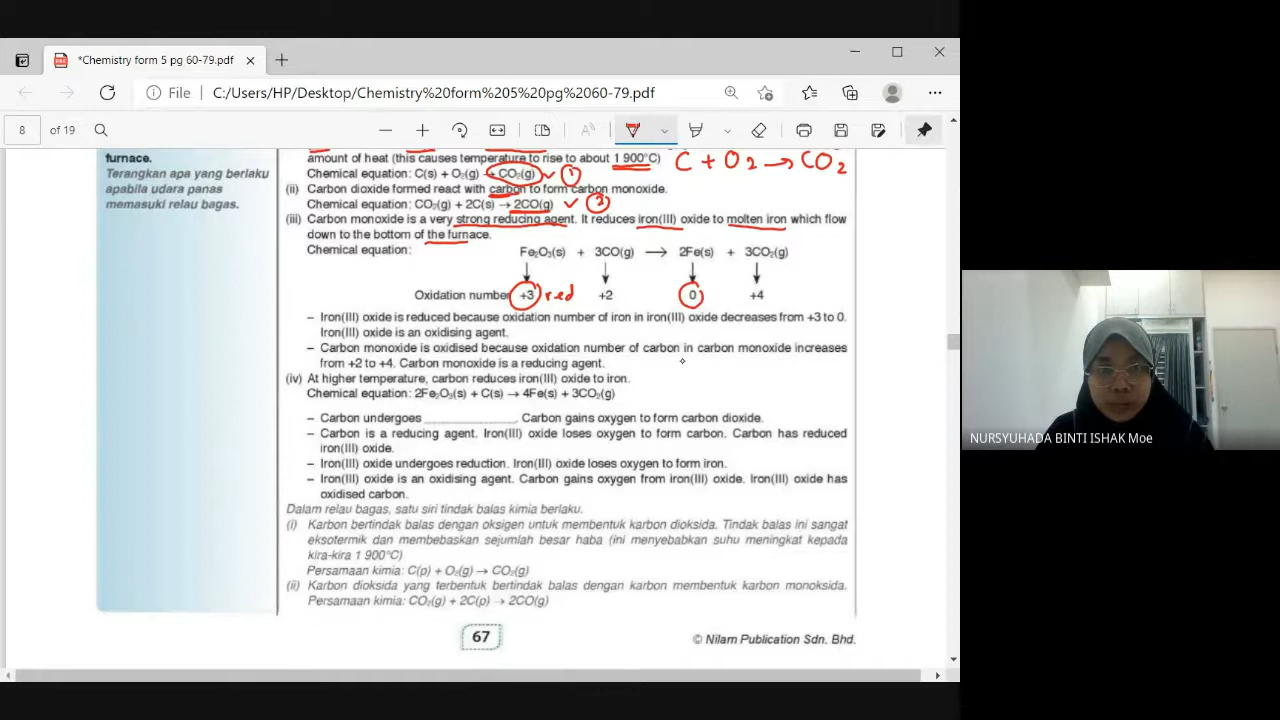 *Chemistry form 5 pg 60-79.pdf
File
C:/Users/HP/Desktop/Chemistry%20form%205%20pg%2060-79.pdf
8 of 19
furnace.
Terangkan apa yang berlaku
apabila udara panas
memasuki relau bagas.
amount of heat (this causes temperature to rise to about 1 900°C)
C + O2 → CO2
Chemical equation: C(s) + O₂(g) → CO₂(g) ①
(ii) Carbon dioxide formed react with carbon to form carbon monoxide.
Chemical equation: CO₂(g) + 2C(s) → 2CO(g) ②
(iii) Carbon monoxide is a very strong reducing agent. It reduces iron(III) oxide to molten iron which flow
down to the bottom of the furnace.
Chemical equation: Fe₂O₃(s) + 3CO(g) → 2Fe(s) + 3CO₂(g)
Oxidation number +3 red +2 0 +4
– Iron(III) oxide is reduced because oxidation number of iron in iron(III) oxide decreases from +3 to 0.
Iron(III) oxide is an oxidising agent.
– Carbon monoxide is oxidised because oxidation number of carbon in carbon monoxide increases
from +2 to +4. Carbon monoxide is a reducing agent.
(iv) At higher temperature, carbon reduces iron(III) oxide to iron.
Chemical equation: 2Fe₂O₃(s) + C(s) → 4Fe(s) + 3CO₂(g)
– Carbon undergoes ______________. Carbon gains oxygen to form carbon dioxide.
– Carbon is a reducing agent. Iron(III) oxide loses oxygen to form carbon. Carbon has reduced
iron(III) oxide.
– Iron(III) oxide undergoes reduction. Iron(III) oxide loses oxygen to form iron.
– Iron(III) oxide is an oxidising agent. Carbon gains oxygen from iron(III) oxide. Iron(III) oxide has
oxidised carbon.
Dalam relau bagas, satu siri tindak balas kimia berlaku.
(i) Karbon bertindak balas dengan oksigen untuk membentuk karbon dioksida. Tindak balas ini sangat
eksotermik dan membebaskan sejumlah besar haba (ini menyebabkan suhu meningkat kepada
kira-kira 1 900°C)
Persamaan kimia: C(p) + O₂(g) → CO₂(g)
(ii) Karbon dioksida yang terbentuk bertindak balas dengan karbon membentuk karbon monoksida.
Persamaan kimia: CO₂(g) + 2C(p) → 2CO(g)
67
© Nilam Publication Sdn. Bhd.
NURSYUHADA BINTI ISHAK Moe